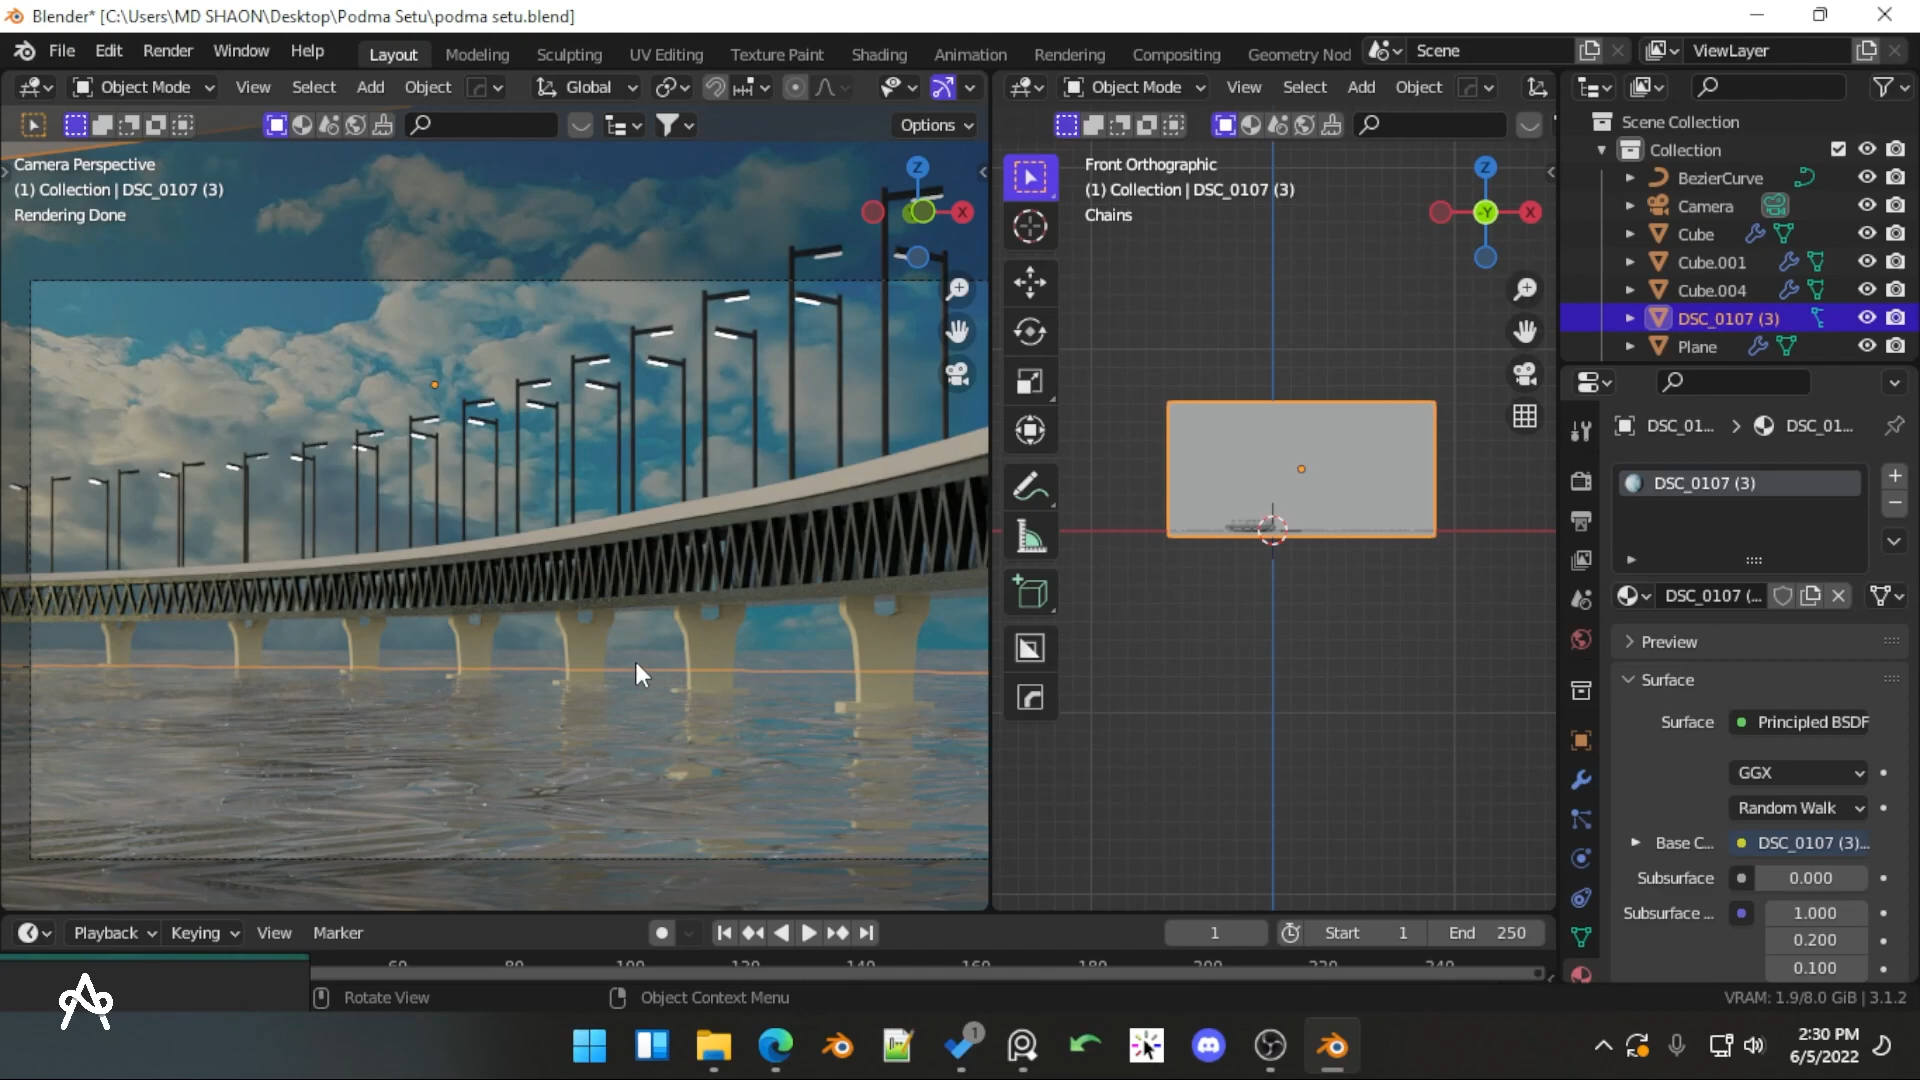 Blender* [C:\Users\MD SHAON\Desktop\Podma Setu\podma setu.blend]
File Edit Render Window Help Layout Modeling Sculpting UV Editing Texture Paint Shading Animation Rendering Compositing Geometry Nod Scene ViewLayer
Object Mode View Select Add Object Global Object Mode View Select Add Object
Options
Camera Perspective
(1) Collection | DSC_0107 (3)
Rendering Done
Z
X
Front Orthographic
(1) Collection | DSC_0107 (3)
Chains
Z
-Y
X
Scene Collection
Collection
BezierCurve
Camera
Cube
Cube.001
Cube.004
DSC_0107 (3)
Plane
DSC_01... DSC_01...
DSC_0107 (3)
DSC_0107 (...
Preview
Surface
Surface Principled BSDF
GGX
Random Walk
Base C... DSC_0107 (3)...
Subsurface 0.000
Subsurface ... 1.000
0.200
0.100
Playback Keying View Marker 1 Start 1 End 250
60 80 100 120 140 160 180 200 220 240
Rotate View Object Context Menu VRAM: 1.9/8.0 GiB | 3.1.2
1
2:30 PM
6/5/2022